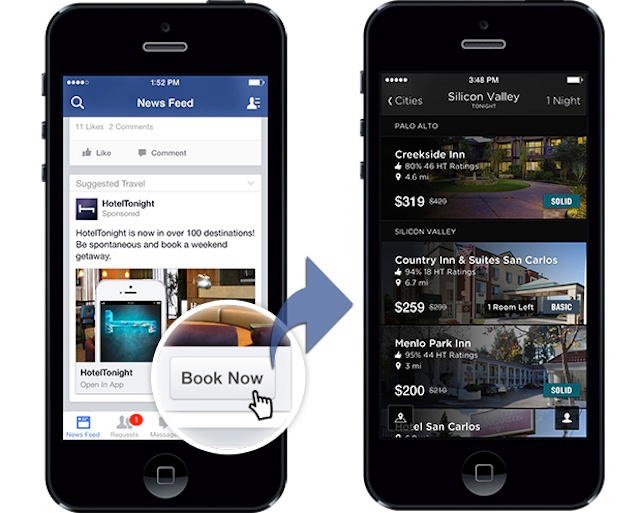 1:52 PM
News Feed
11 Likes 2 Comments
Like Comment
Suggested Travel
HotelTonight
Sponsored
HotelTonight is now in over 100 destinations!
Be spontaneous and book a weekend
getaway.
HotelTonight
Open In App
Book Now
1
News Feed Requests
3:48 PM
Cities Silicon Valley 1 Night
TONIGHT
PALO ALTO
Creekside Inn
80% 46 HT Ratings
4.6 mi
$319 $429 SOLID
SILICON VALLEY
Country Inn & Suites San Carlos
94% 18 HT Ratings
6.7 mi
$259 $299 1 Room Left BASIC
Menlo Park Inn
95% 44 HT Ratings
3 mi
$200 $210 SOLID
Hotel San Carlos